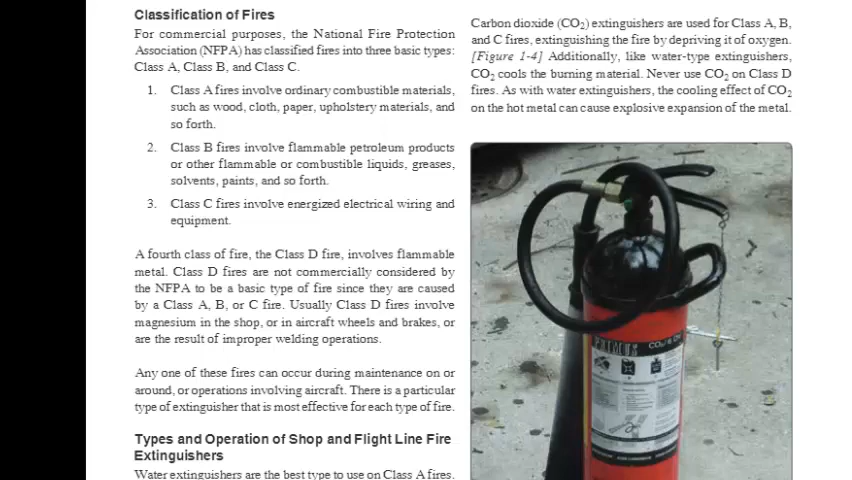 Classification of Fires
For commercial purposes, the National Fire Protection
Association (NFPA) has classified fires into three basic types:
Class A, Class B, and Class C.
1. Class A fires involve ordinary combustible materials,
such as wood, cloth, paper, upholstery materials, and
so forth.
2. Class B fires involve flammable petroleum products
or other flammable or combustible liquids, greases,
solvents, paints, and so forth.
3. Class C fires involve energized electrical wiring and
equipment.
A fourth class of fire, the Class D fire, involves flammable
metal. Class D fires are not commercially considered by
the NFPA to be a basic type of fire since they are caused
by a Class A, B, or C fire. Usually Class D fires involve
magnesium in the shop, or in aircraft wheels and brakes, or
are the result of improper welding operations.
Any one of these fires can occur during maintenance on or
around, or operations involving aircraft. There is a particular
type of extinguisher that is most effective for each type of fire.
Types and Operation of Shop and Flight Line Fire
Extinguishers
Water extinguishers are the best type to use on Class A fires.
Carbon dioxide (CO₂) extinguishers are used for Class A, B,
and C fires, extinguishing the fire by depriving it of oxygen.
[Figure 1-4] Additionally, like water-type extinguishers,
CO₂ cools the burning material. Never use CO₂ on Class D
fires. As with water extinguishers, the cooling effect of CO₂
on the hot metal can cause explosive expansion of the metal.